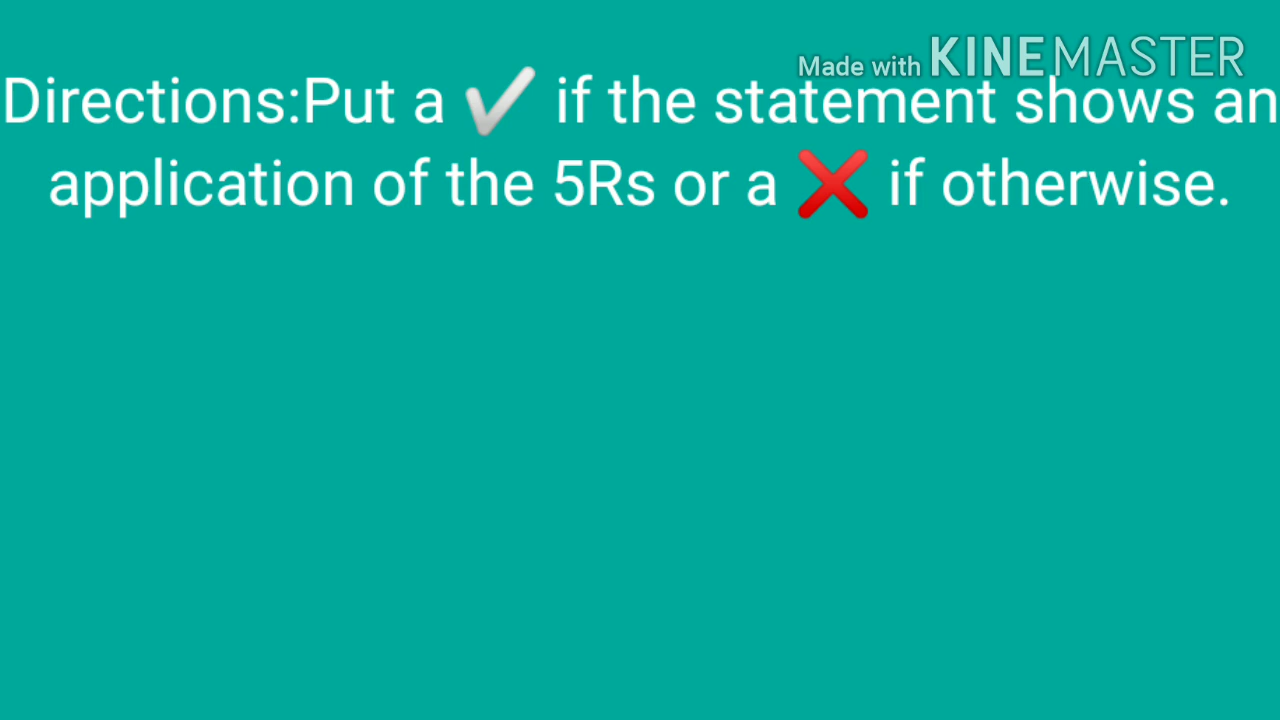 Made with KINEMASTER
Directions:Put a ✔ if the statement shows an
application of the 5Rs or a ❌ if otherwise.